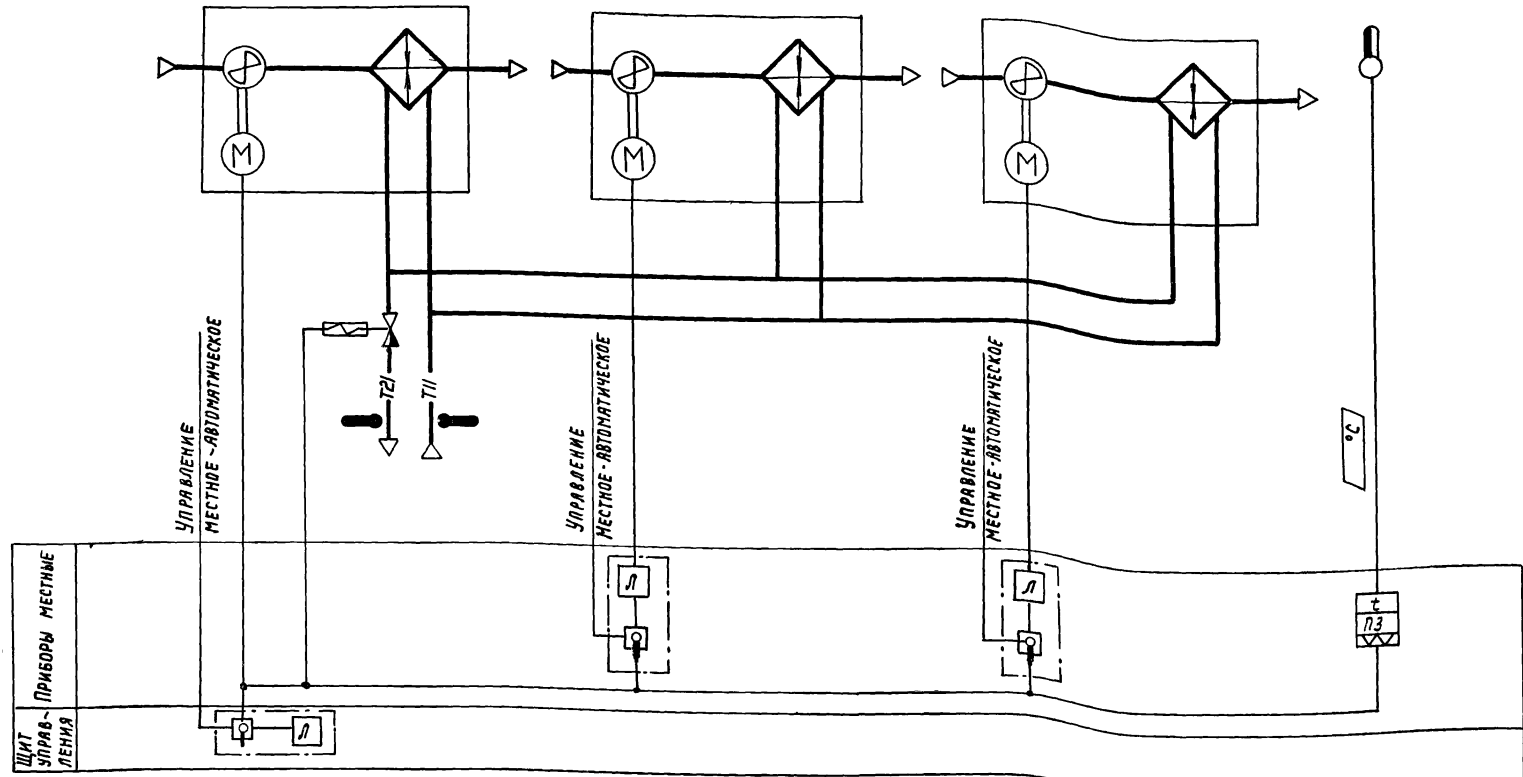 М
М
М
Т21
Т11
УПРАВЛЕНИЕ
МЕСТНОЕ~АВТОМАТИЧЕСКОЕ
УПРАВЛЕНИЕ
МЕСТНОЕ-АВТОМАТИЧЕСКОЕ
УПРАВЛЕНИЕ
МЕСТНОЕ-АВТОМАТИЧЕСКОЕ
ПРИБОРЫ МЕСТНЫЕ
Л
Л
t
ПЗ
ЩИТ
УПРАВ~
ЛЕНИЯ
Л